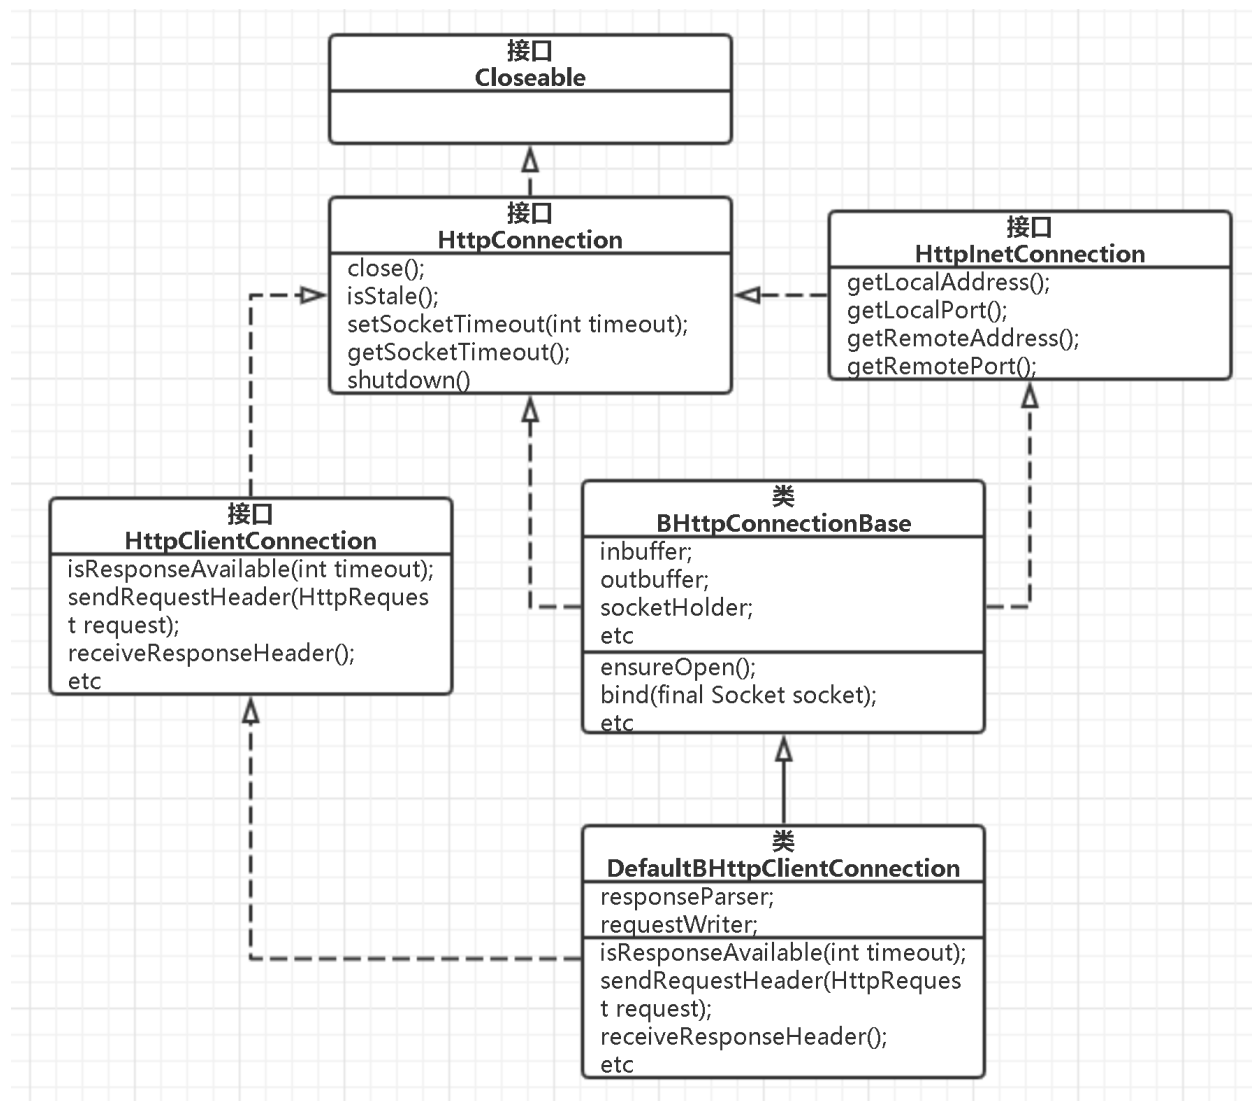 接口
Closeable
接口
HttpConnection
close();
isStale();
setSocketTimeout(int timeout);
getSocketTimeout();
shutdown()
接口
HttpInetConnection
getLocalAddress();
getLocalPort();
getRemoteAddress();
getRemotePort();
接口
HttpClientConnection
isResponseAvailable(int timeout);
sendRequestHeader(HttpReques
t request);
receiveResponseHeader();
etc
类
BHttpConnectionBase
inbuffer;
outbuffer;
socketHolder;
etc
ensureOpen();
bind(final Socket socket);
etc
类
DefaultBHttpClientConnection
responseParser;
requestWriter;
isResponseAvailable(int timeout);
sendRequestHeader(HttpReques
t request);
receiveResponseHeader();
etc